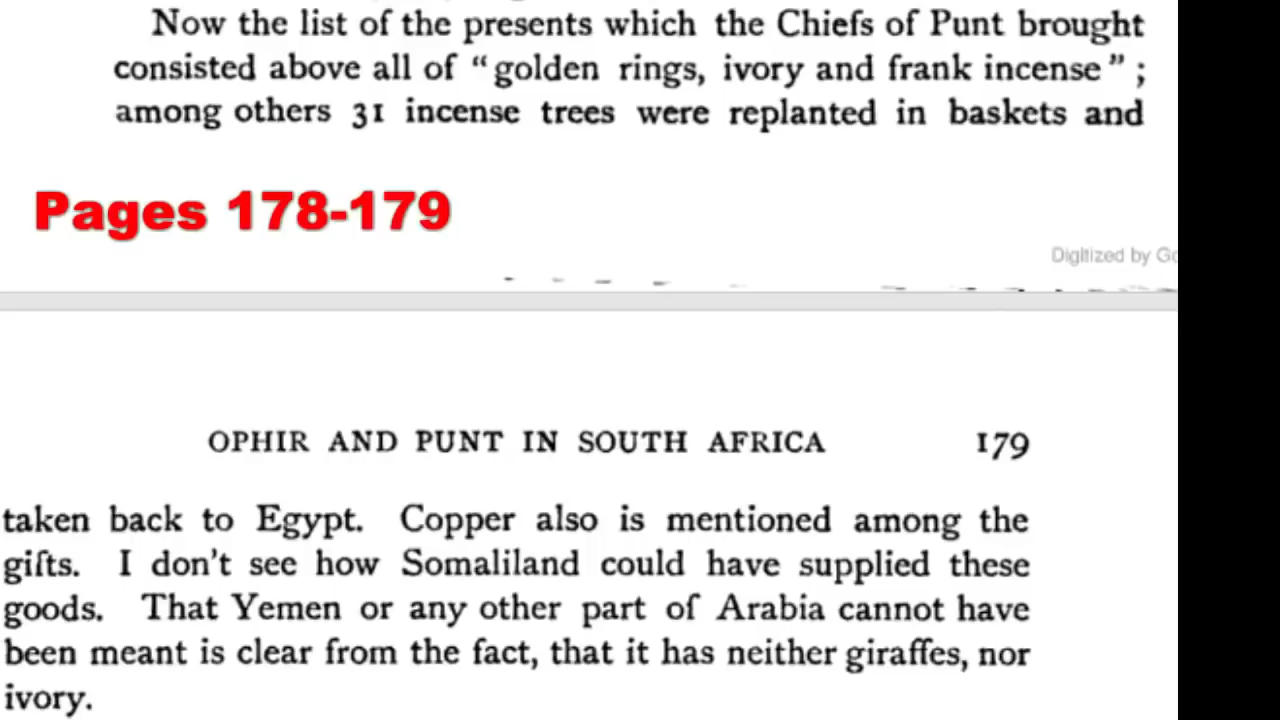 Now the list of the presents which the Chiefs of Punt brought
consisted above all of “golden rings, ivory and frank incense” ;
among others 31 incense trees were replanted in baskets and
Pages 178-179
Digitized by
OPHIR AND PUNT IN SOUTH AFRICA 179
taken back to Egypt. Copper also is mentioned among the
gifts. I don't see how Somaliland could have supplied these
goods. That Yemen or any other part of Arabia cannot have
been meant is clear from the fact, that it has neither giraffes, nor
ivory.